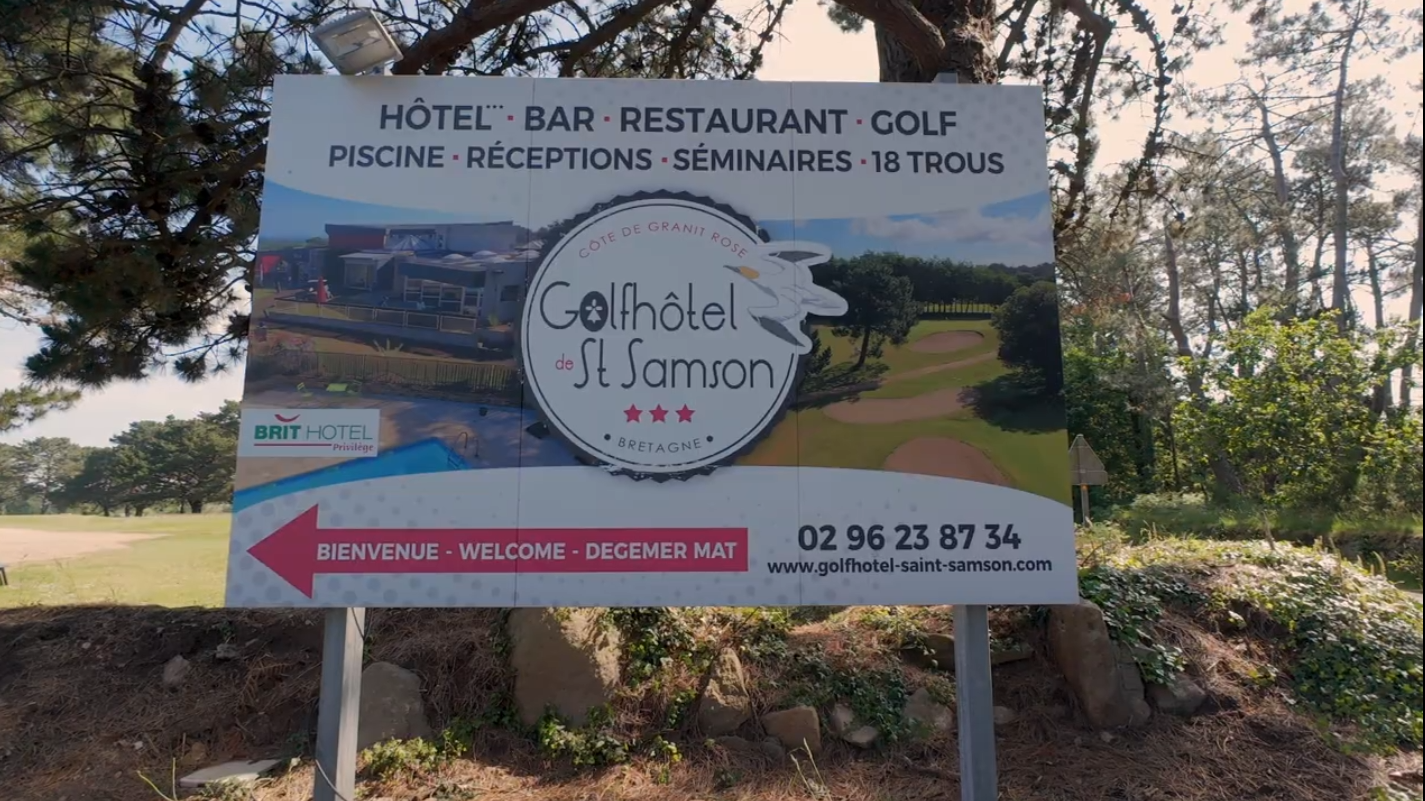 HÔTEL*** · BAR · RESTAURANT · GOLF
PISCINE · RÉCEPTIONS · SÉMINAIRES · 18 TROUS
CÔTE DE GRANIT ROSE
Golfhôtel
de St Samson
★★★
• BRETAGNE •
BRIT HOTEL
Privilège
BIENVENUE - WELCOME - DEGEMER MAT
02 96 23 87 34
www.golfhotel-saint-samson.com